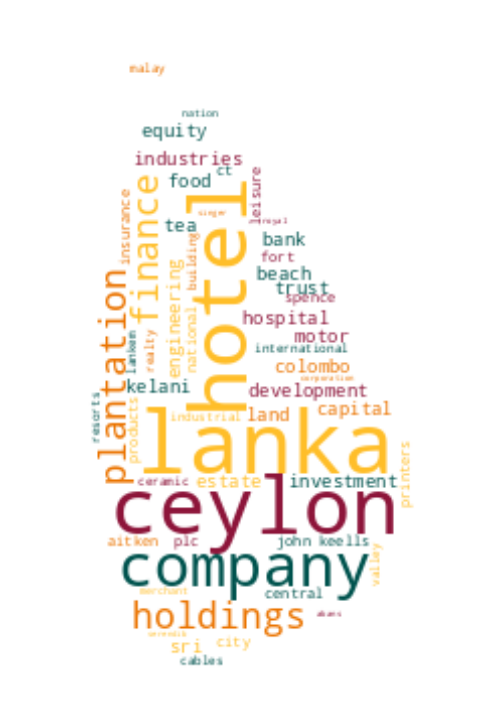 malay
nation
equity
industries
ct
food
leisure
finance
insurance
hotel
singer
royal
tea
building
bank
fort
beach
trust
spence
engineering
national
plantation
hospital
motor
lankem
realty
international
colombo
corporation
kelani
development
resorts
products
industrial
land
capital
lanka
printers
ceramic
estate
investment
ceylon
aitken
plc
john keells
company
valley
merchant
central
holdings
abans
serendib
sri
city
cables